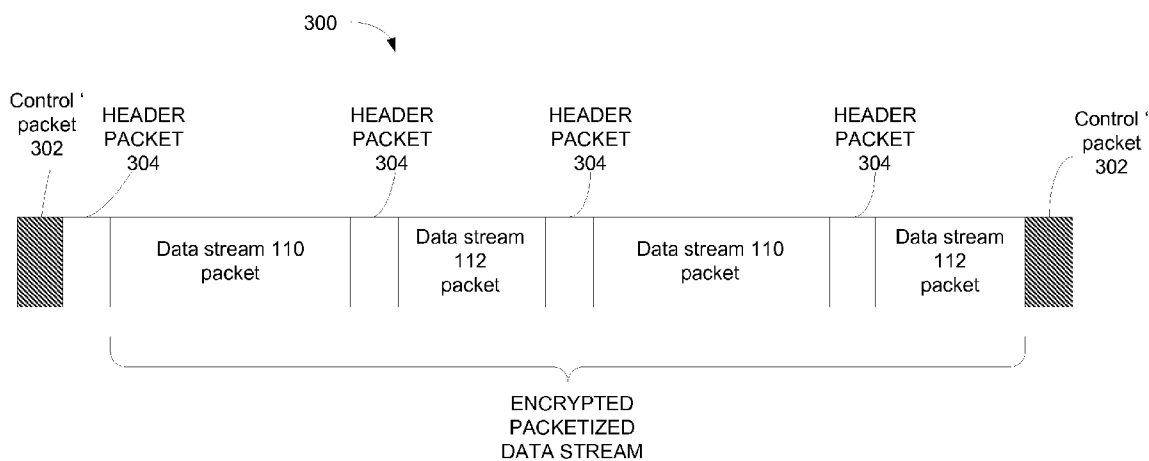 300
Control ‘
packet
302
HEADER
PACKET
304
HEADER
PACKET
304
HEADER
PACKET
304
HEADER
PACKET
304
Control ‘
packet
302
Data stream 110
packet
Data stream
112
packet
Data stream 110
packet
Data stream
112
packet
ENCRYPTED
PACKETIZED
DATA STREAM